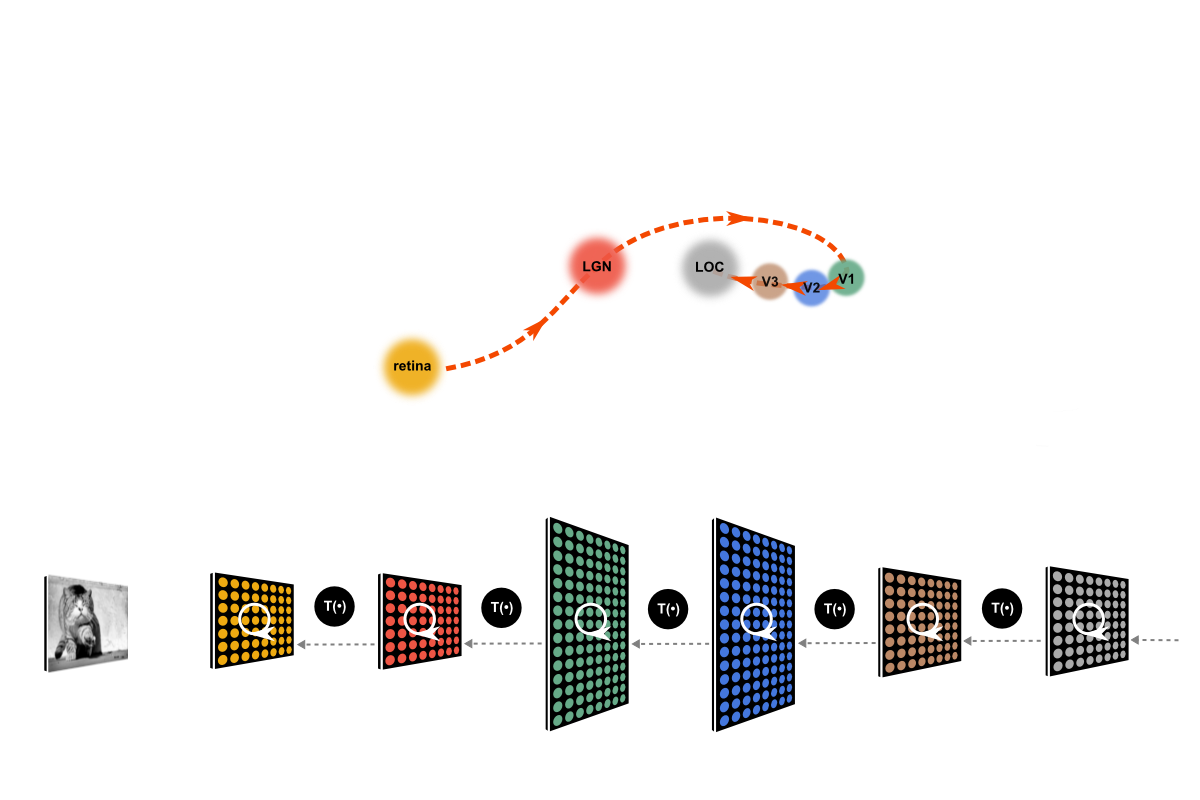 LGN
LOC
V3
V2
V1
retina
T(•)
T(•)
T(•)
T(•)
T(•)